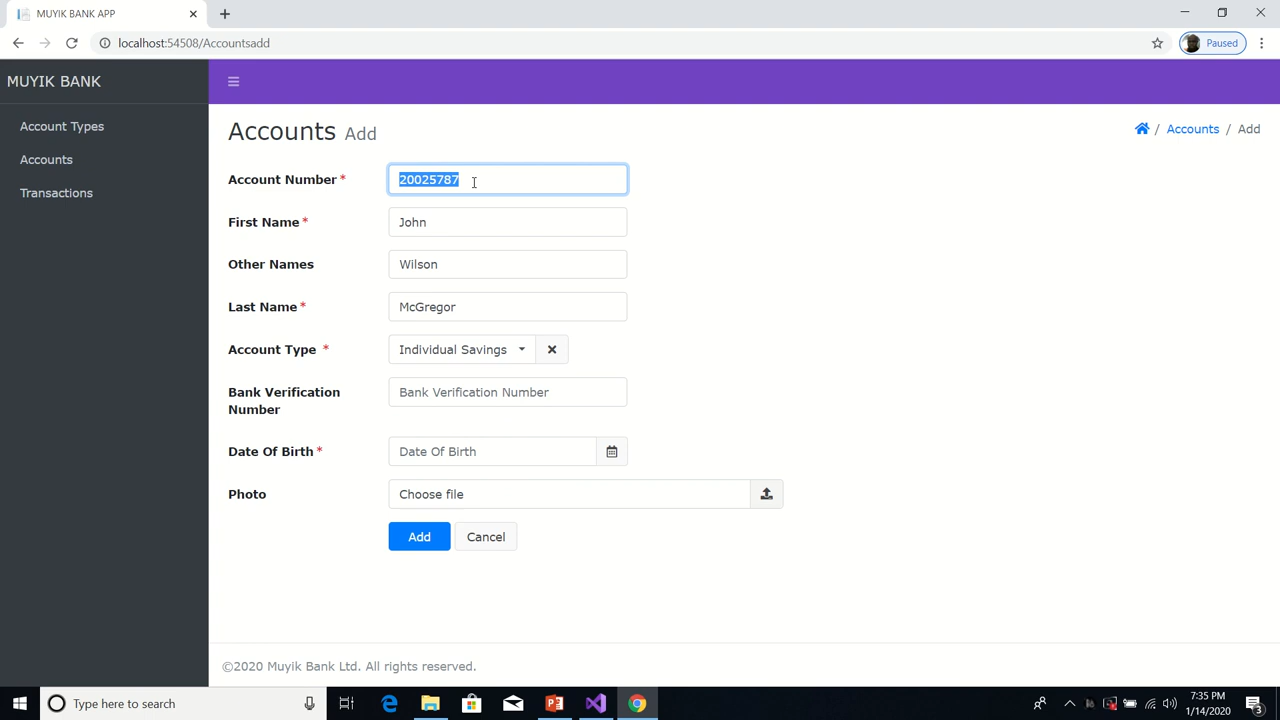 MUYIK BANK APP
localhost:54508/Accountsadd
Paused
MUYIK BANK
Account Types
Accounts
Transactions
Accounts Add
/ Accounts / Add
Account Number *
20025787
First Name *
John
Other Names
Wilson
Last Name *
McGregor
Account Type *
Individual Savings
Bank Verification
Number
Bank Verification Number
Date Of Birth *
Date Of Birth
Photo
Choose file
Add
Cancel
©2020 Muyik Bank Ltd. All rights reserved.
Type here to search
7:35 PM
1/14/2020
3